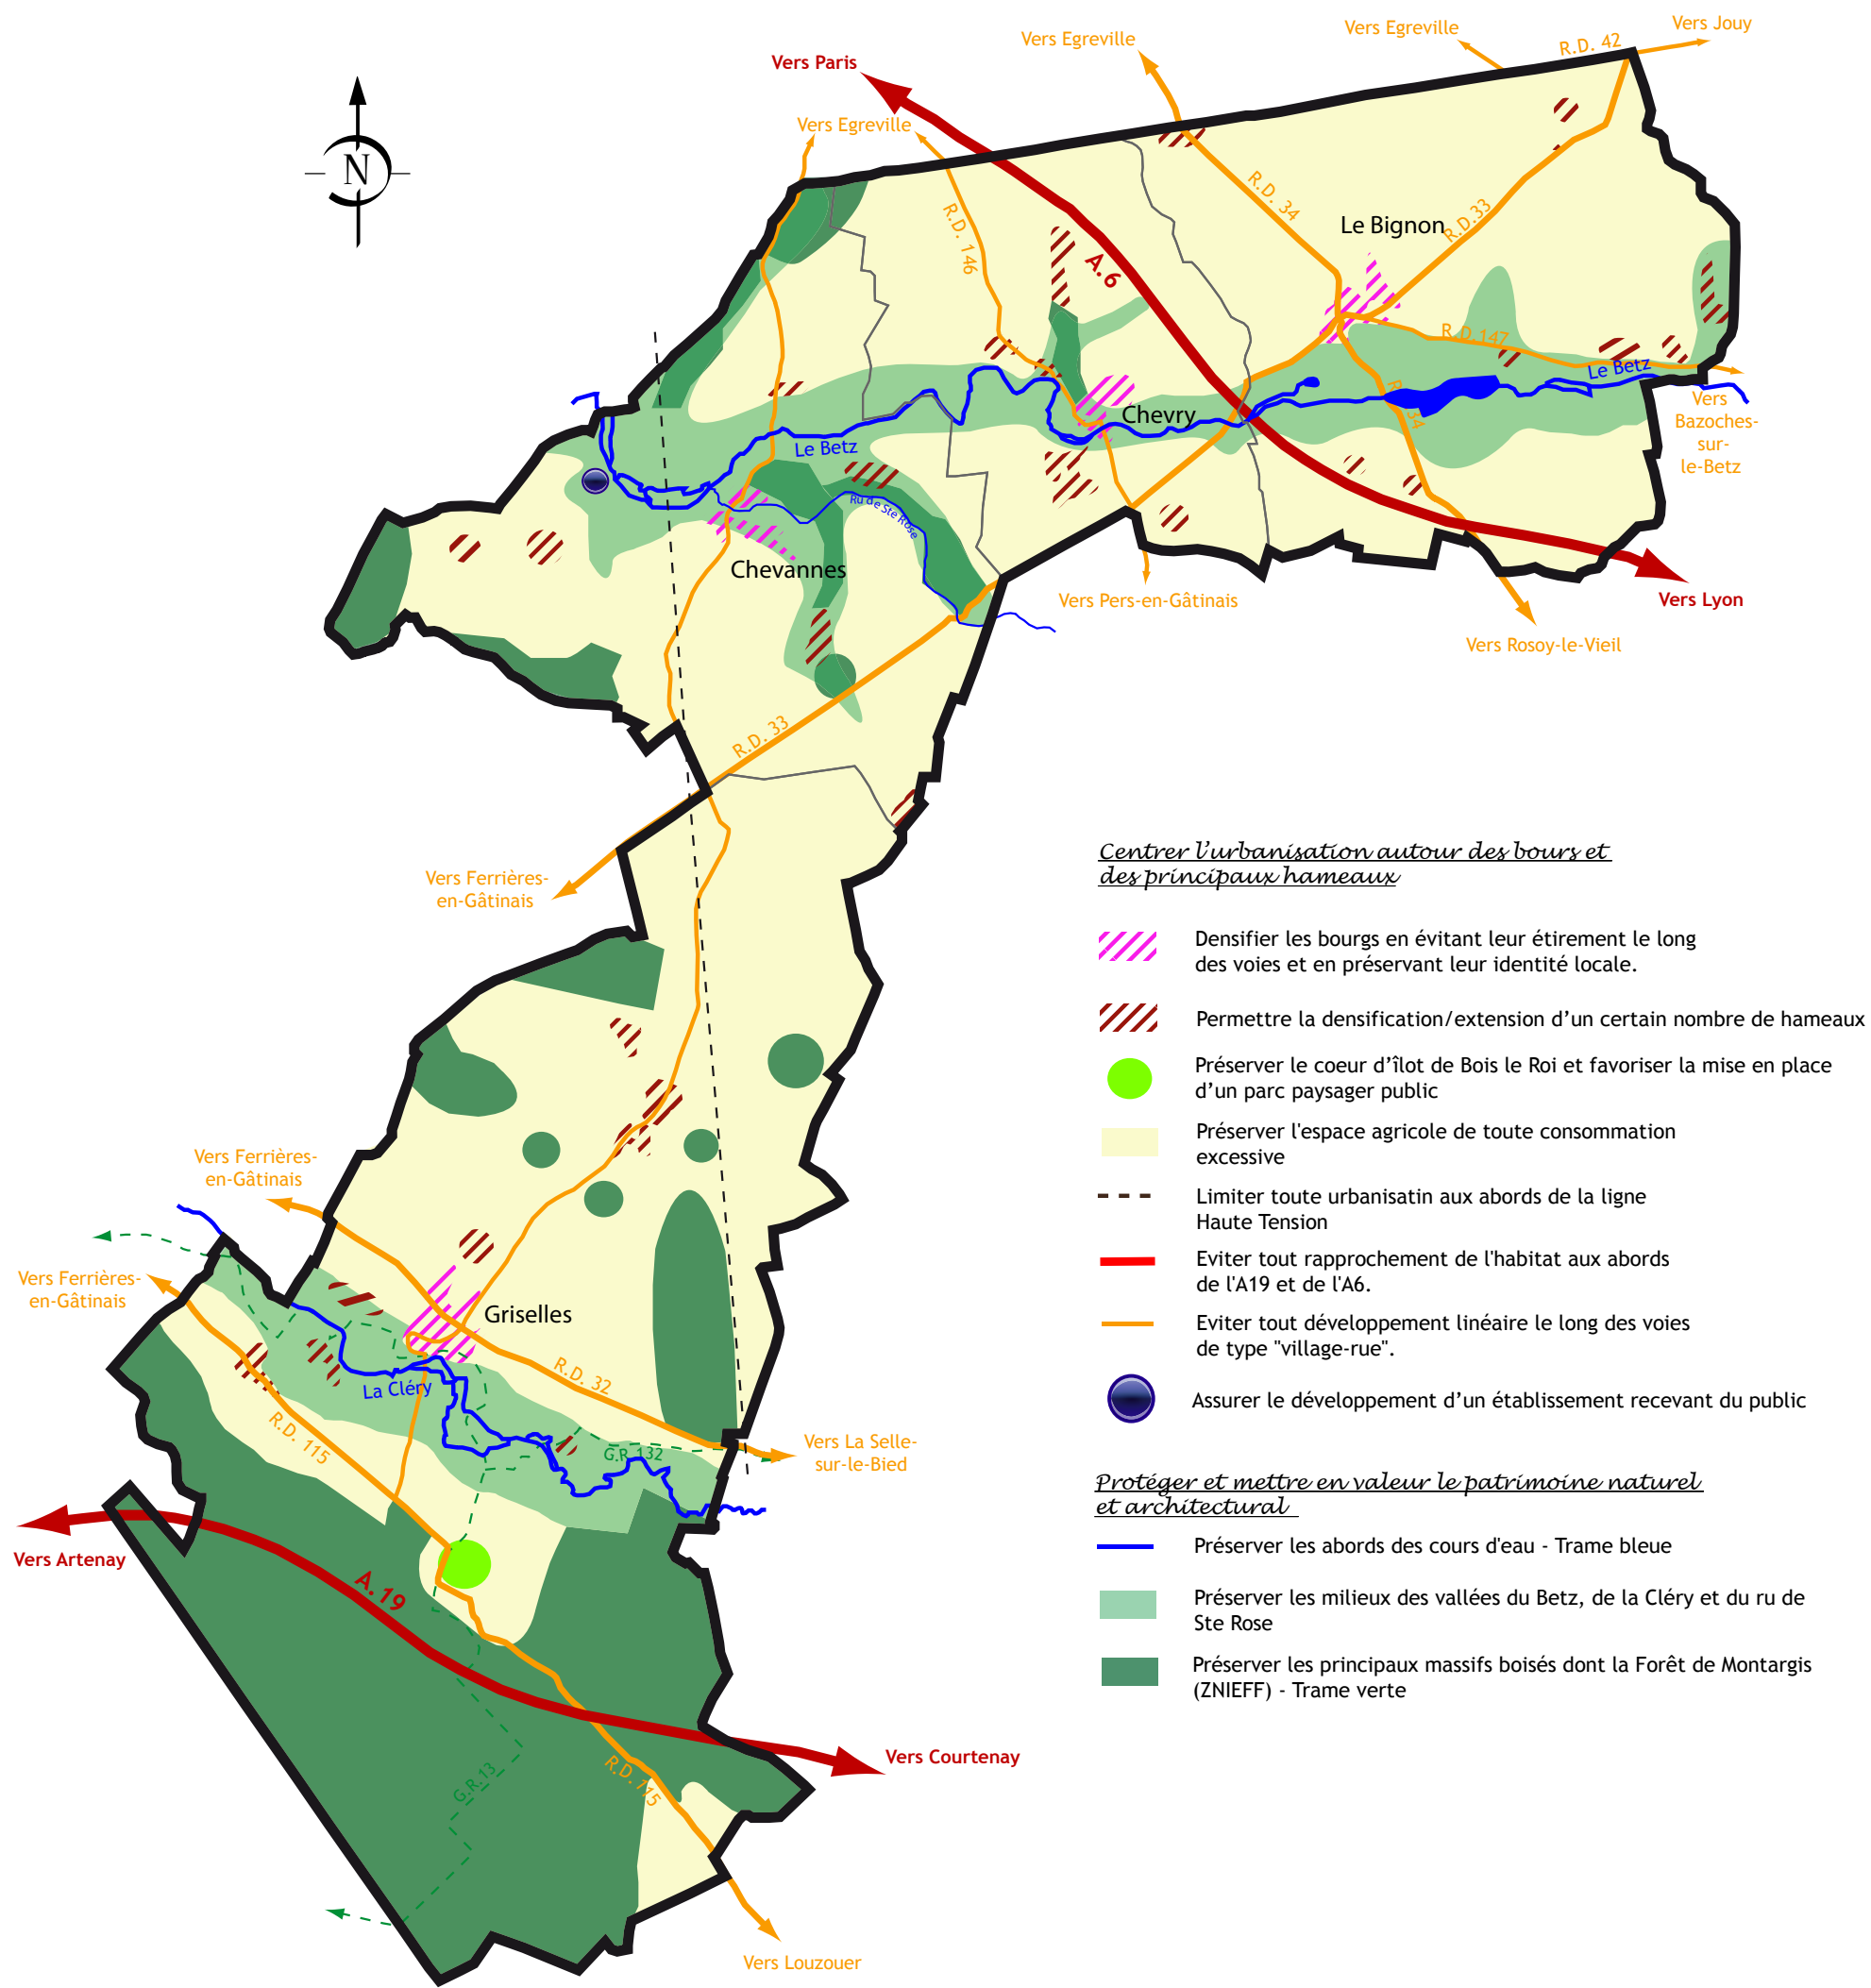 Vers Jouy
Vers Egreville
R.D. 42
Vers Egreville
Vers Paris
Vers Egreville
N
R.D. 34
R.D.33
Le Bignon
R.D. 146
A.6
R.D.147
Le Betz
R.D. 34
Vers
Bazoches-
sur-
le-Betz
Chevry
Le Betz
Ru de Ste Rose
Chevannes
Vers Pers-en-Gâtinais
Vers Lyon
Vers Rosoy-le-Vieil
R.D. 33
Vers Ferrières-
en-Gâtinais
Vers Ferrières-
en-Gâtinais
Vers Ferrières-
en-Gâtinais
Griselles
La Cléry
R.D. 32
R.D. 115
G.R.132
Vers La Selle-
sur-le-Bied
Vers Artenay
A. 19
Vers Courtenay
R.D. 115
G.R.13
Vers Louzouer
Centrer l’urbanisation autour des bours et
des principaux hameaux
Densifier les bourgs en évitant leur étirement le long
des voies et en préservant leur identité locale.
Permettre la densification/extension d’un certain nombre de hameaux
Préserver le coeur d’îlot de Bois le Roi et favoriser la mise en place
d’un parc paysager public
Préserver l'espace agricole de toute consommation
excessive
Limiter toute urbanisatin aux abords de la ligne
Haute Tension
Eviter tout rapprochement de l'habitat aux abords
de l'A19 et de l'A6.
Eviter tout développement linéaire le long des voies
de type "village-rue".
Assurer le développement d’un établissement recevant du public
Protéger et mettre en valeur le patrimoine naturel
et architectural
Préserver les abords des cours d'eau - Trame bleue
Préserver les milieux des vallées du Betz, de la Cléry et du ru de
Ste Rose
Préserver les principaux massifs boisés dont la Forêt de Montargis
(ZNIEFF) - Trame verte